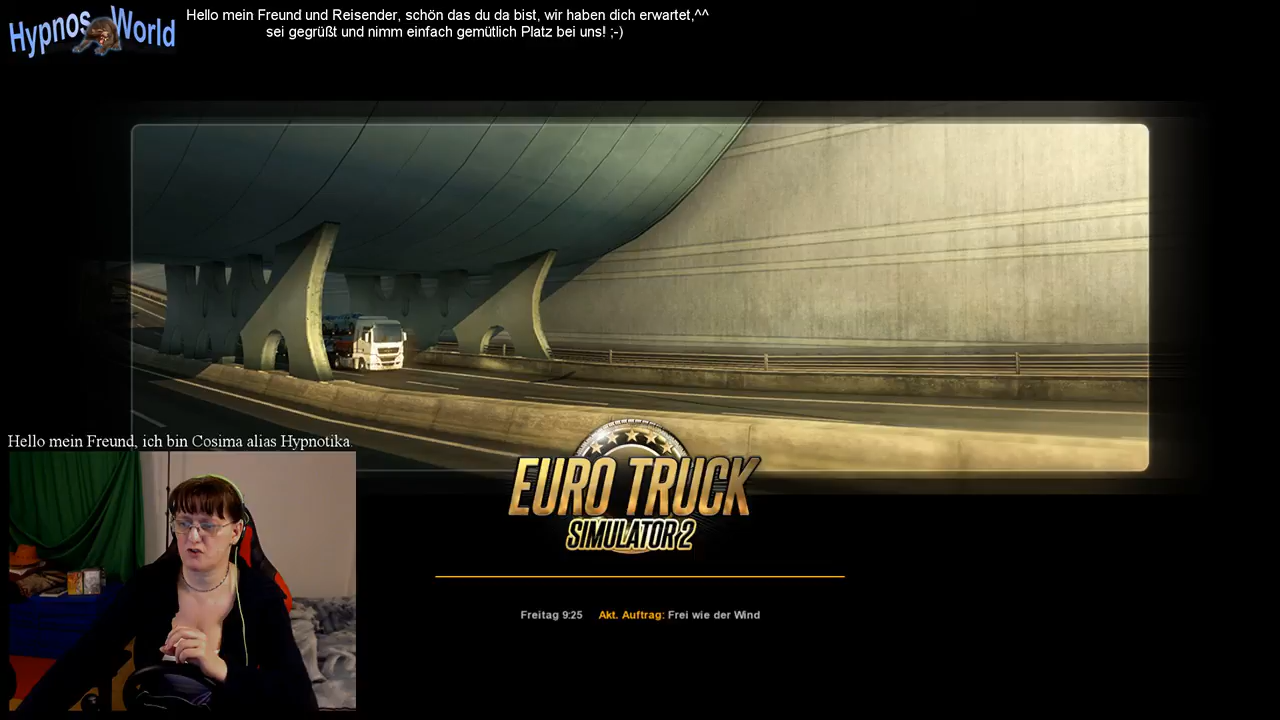 Hypnos World
Hello mein Freund und Reisender, schön das du da bist, wir haben dich erwartet,^^
sei gegrüßt und nimm einfach gemütlich Platz bei uns! ;-)
Hello mein Freund, ich bin Cosima alias Hypnotika.
EURO TRUCK
SIMULATOR 2
Freitag 9:25 Akt. Auftrag: Frei wie der Wind